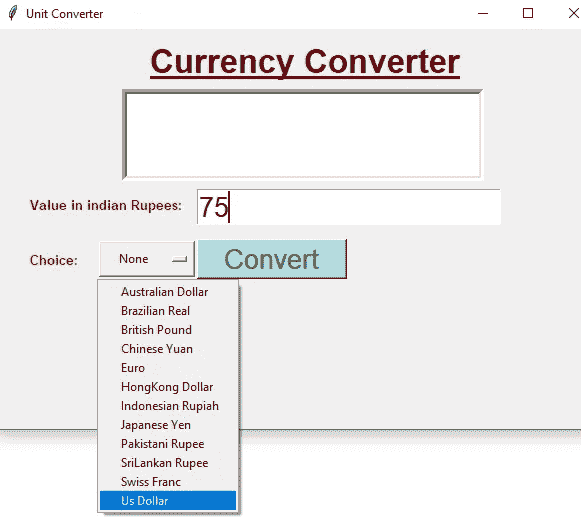 Unit Converter
Currency Converter
Value in indian Rupees: 75
Choice: None Convert
Australian Dollar
Brazilian Real
British Pound
Chinese Yuan
Euro
HongKong Dollar
Indonesian Rupiah
Japanese Yen
Pakistani Rupee
SriLankan Rupee
Swiss Franc
Us Dollar